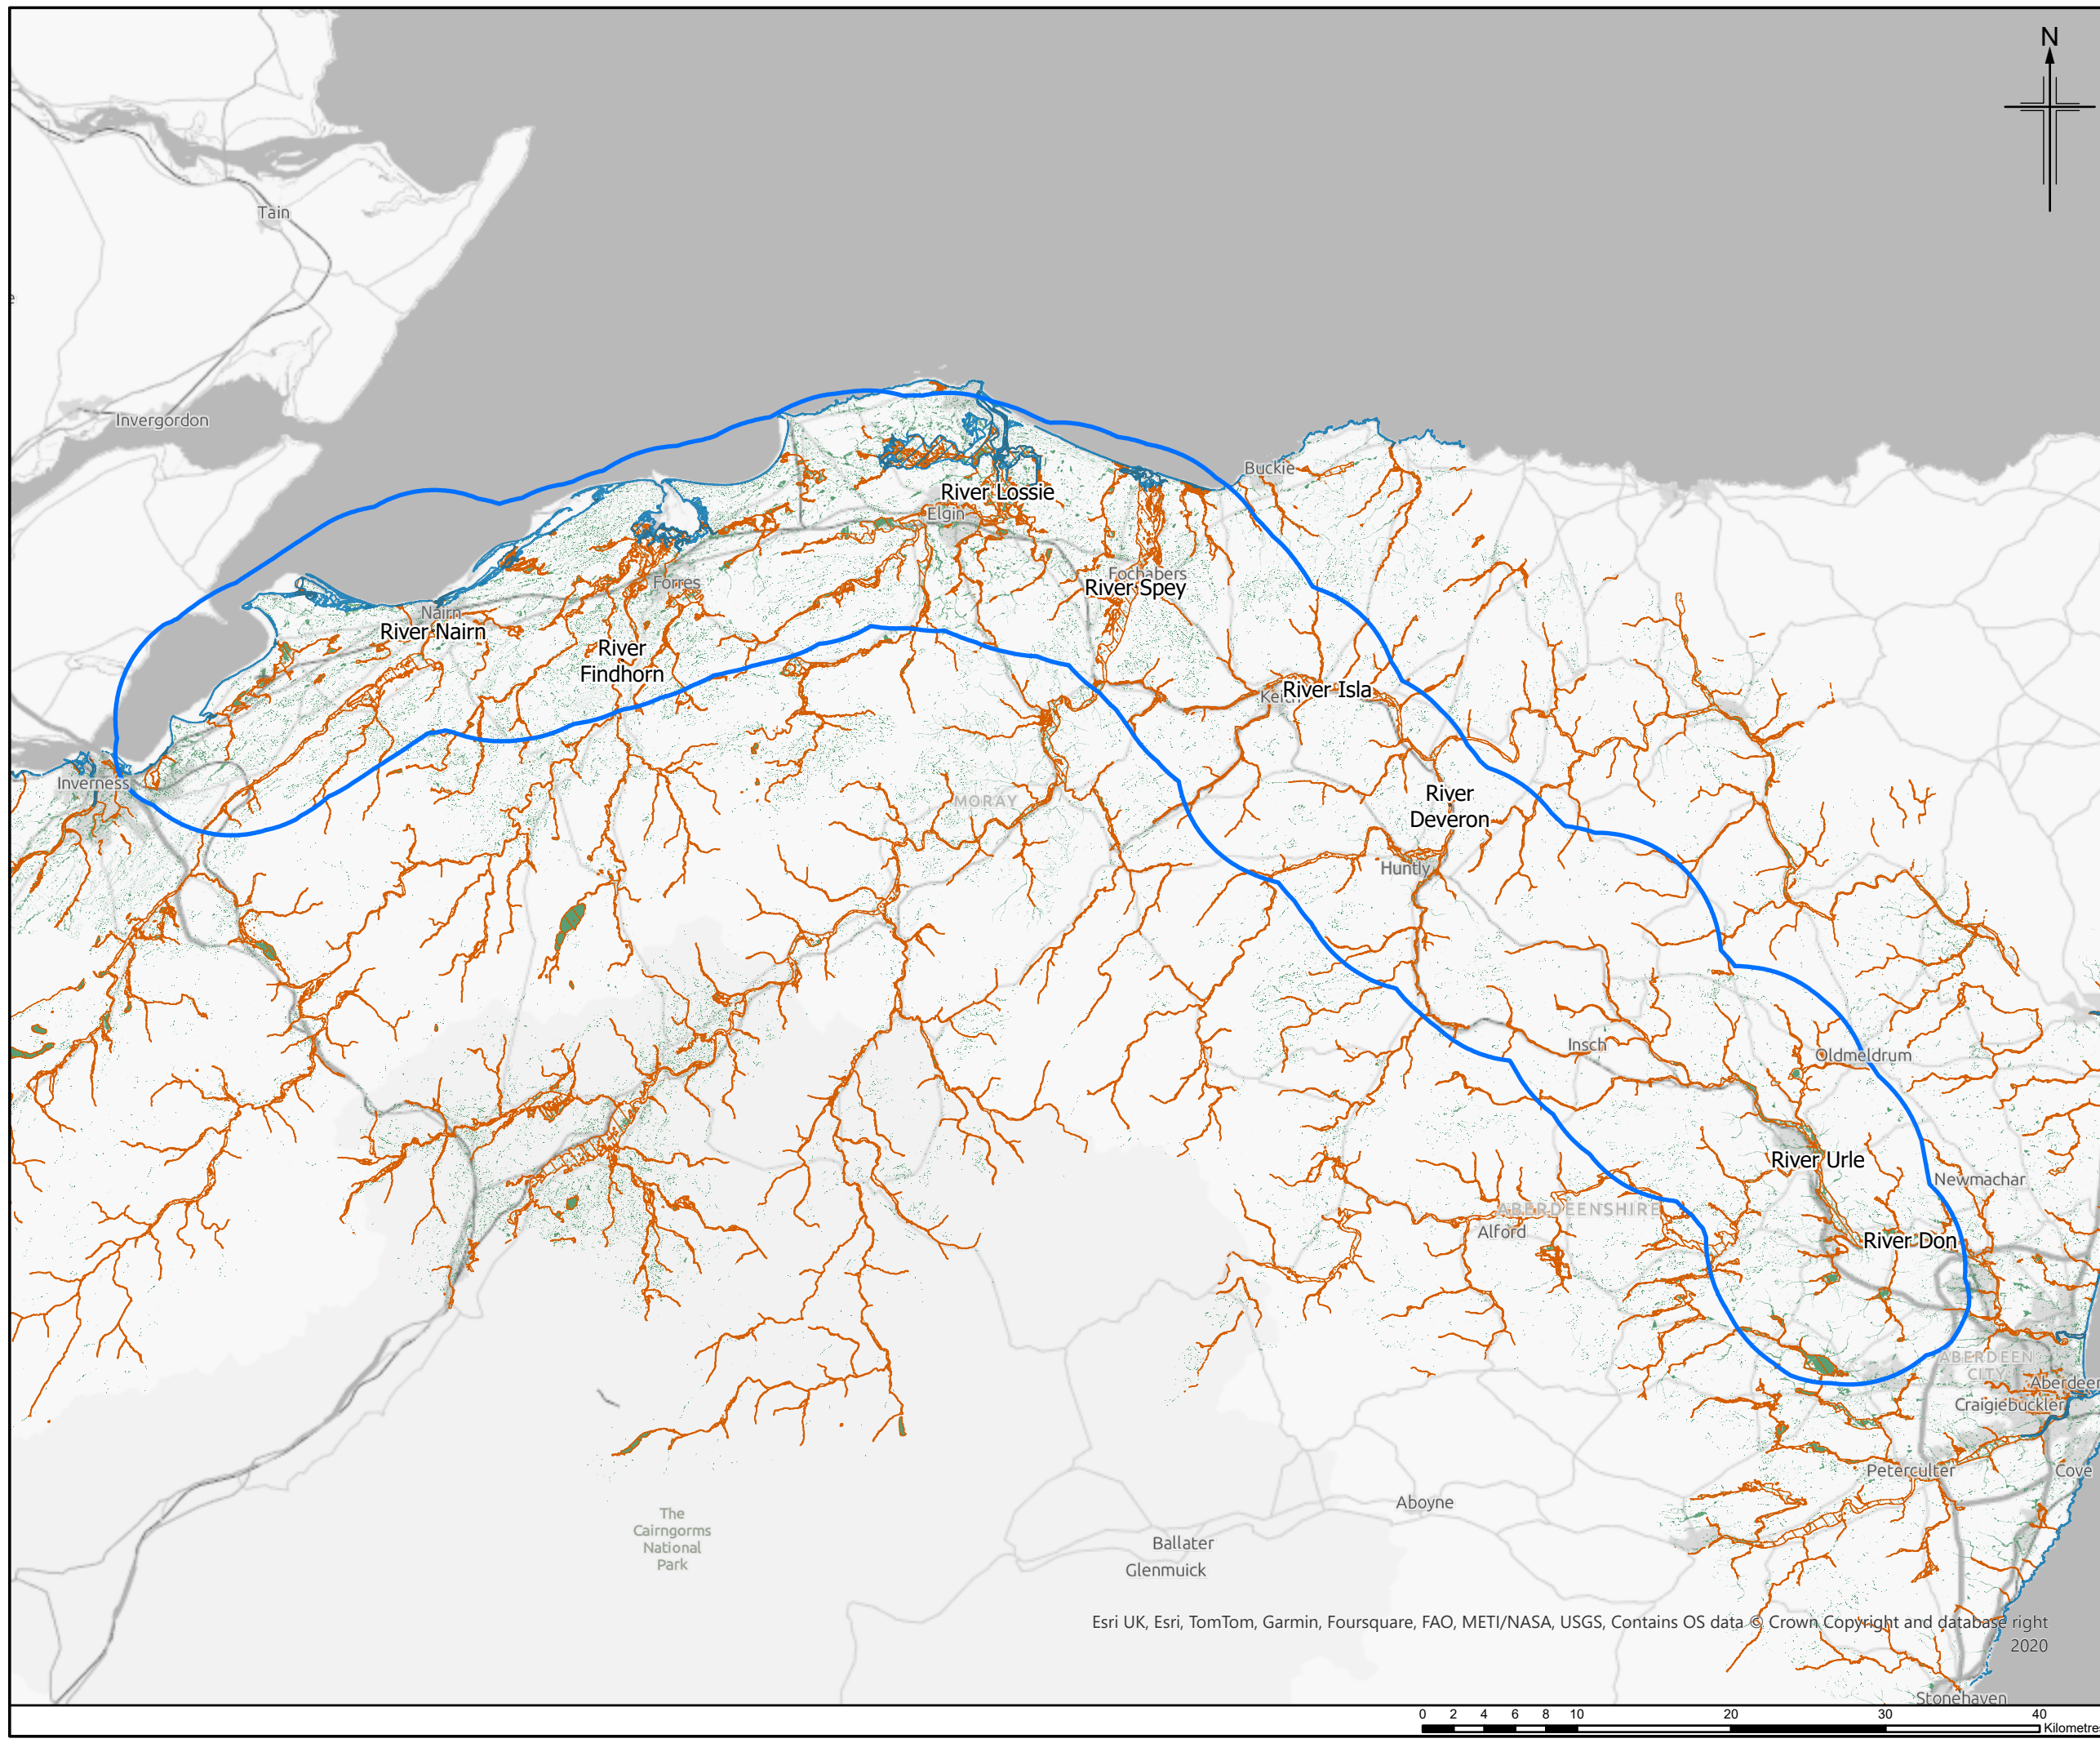 N
Tain
Invergordon
Buckie
River Lossie
Elgin
Fochabers
River Spey
Forres
Nairn
River Nairn
River
Findhorn
Keith
River Isla
Inverness
MORAY
River
Deveron
Huntly
Insch
Oldmeldrum
River Urle
Newmachar
ABERDEENSHIRE
Alford
River Don
ABERDEEN
CITY
Aberdeen
Craigiebuckler
Peterculter
Cove
Aboyne
The
Cairngorms
National
Park
Ballater
Glenmuick
Esri UK, Esri, TomTom, Garmin, Foursquare, FAO, METI/NASA, USGS, Contains OS data © Crown Copyright and database right
2020
Stonehaven
0 2 4 6 8 10 20 30 40
Kilometres